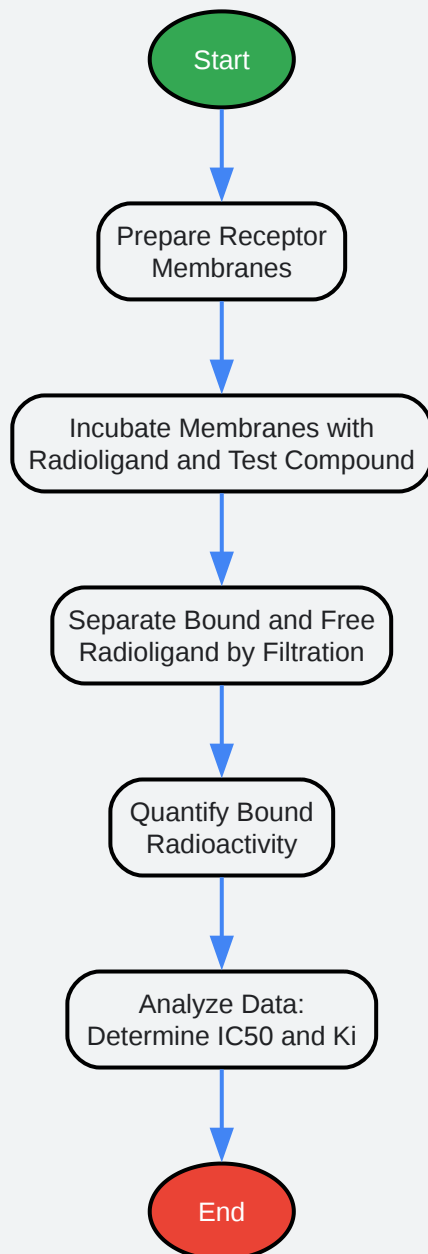 Start
Prepare Receptor
Membranes
Incubate Membranes with
Radioligand and Test Compound
Separate Bound and Free
Radioligand by Filtration
Quantify Bound
Radioactivity
Analyze Data:
Determine IC50 and Ki
End